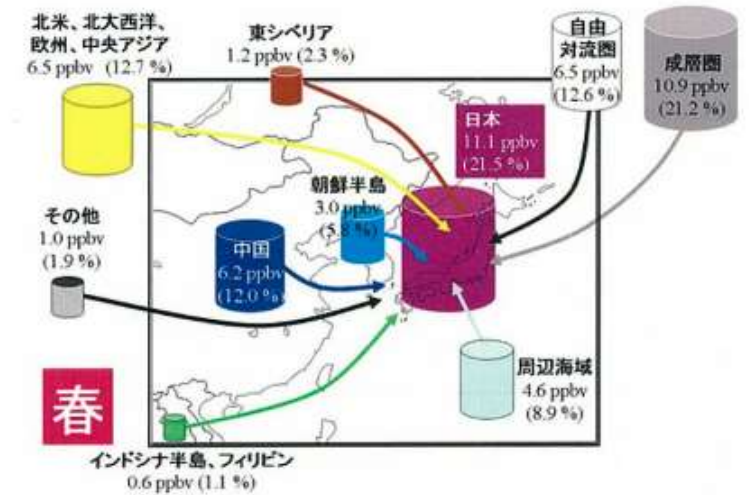 北米、北大西洋、
欧州、中央アジア
6.5 ppbv (12.7 %)
東シベリア
1.2 ppbv (2.3 %)
自由
対流圏
6.5 ppbv
(12.6 %)
成層圏
10.9 ppbv
(21.2 %)
日本
11.1 ppbv
(21.5 %)
朝鮮半島
3.0 ppbv
(5.8 %)
その他
1.0 ppbv
(1.9 %)
中国
6.2 ppbv
(12.0 %)
周辺海域
4.6 ppbv
(8.9 %)
春
インドシナ半島、フィリピン
0.6 ppbv (1.1 %)